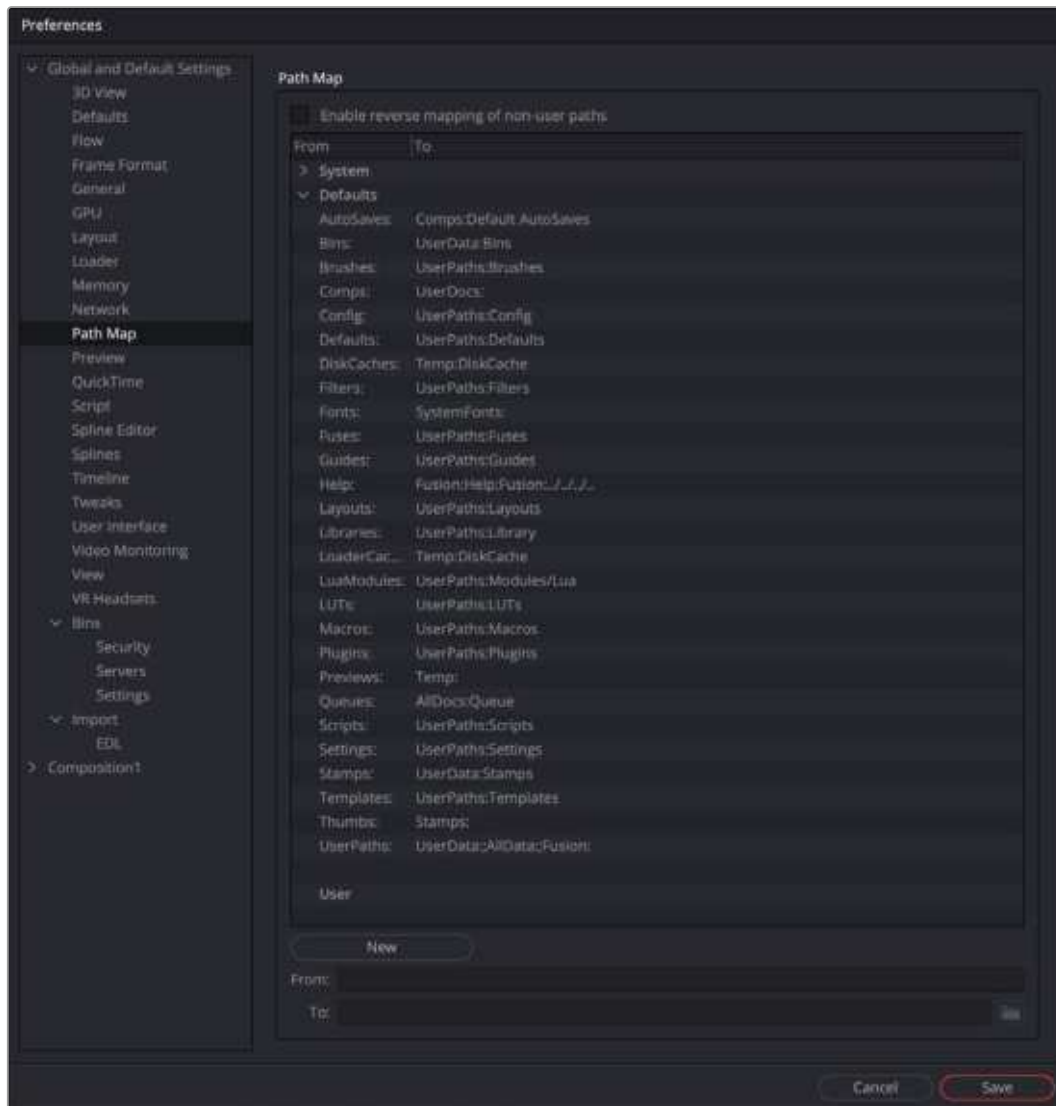 Preferences
Global and Default Settings
3D View
Defaults
Flow
Frame Format
General
GPU
Layout
Loader
Memory
Network
Path Map
Preview
QuickTime
Script
Spline Editor
Splines
Timeline
Tweaks
User Interface
Video Monitoring
View
VR Headsets
Bins
Security
Servers
Settings
Import
EDL
Composition1
Path Map
Enable reverse mapping of non-user paths
From To
System
Defaults
AutoSaves: Comps:Default AutoSaves
Bins: UserData:Bins
Brushes: UserPaths:Brushes
Comps: UserDocs:
Config: UserPaths:Config
Defaults: UserPaths:Defaults
DiskCaches: Temp:DiskCache
Filters: UserPaths:Filters
Fonts: SystemFonts:
Fuses: UserPaths:Fuses
Guides: UserPaths:Guides
Help: Fusion:Help;Fusion:../../../..
Layouts: UserPaths:Layouts
Libraries: UserPaths:Library
LoaderCac... Temp:DiskCache
LuaModules: UserPaths:Modules/Lua
LUTs: UserPaths:LUTs
Macros: UserPaths:Macros
Plugins: UserPaths:Plugins
Previews: Temp:
Queues: AllDocs:Queue
Scripts: UserPaths:Scripts
Settings: UserPaths:Settings
Stamps: UserData:Stamps
Templates: UserPaths:Templates
Thumbs: Stamps:
UserPaths: UserData:;AllData:;Fusion:
User
New
From:
To:
Cancel Save